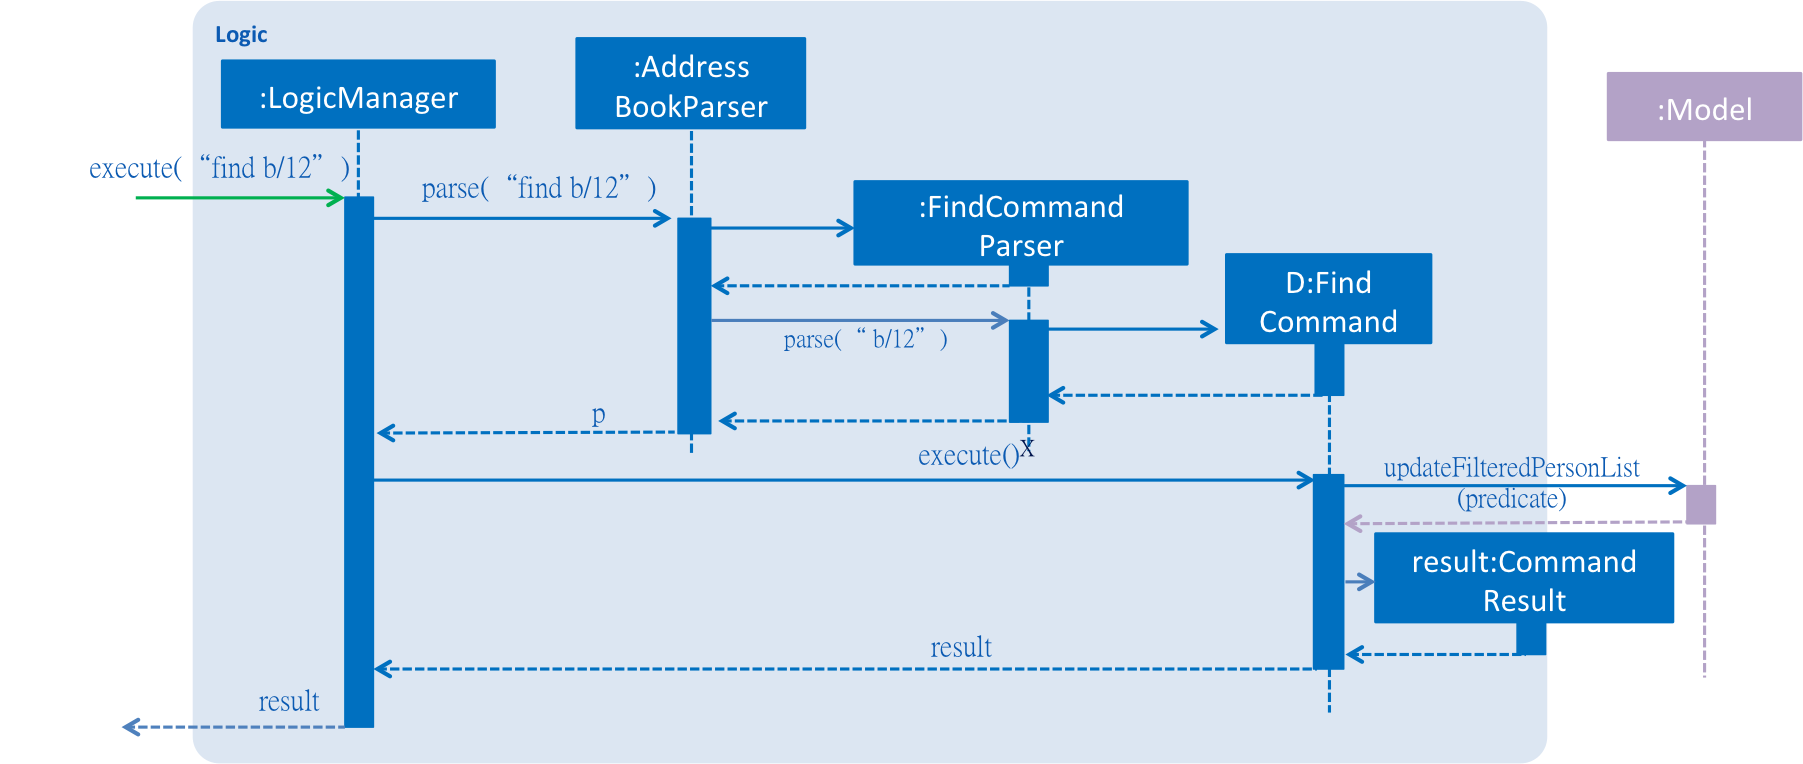 Logic
:LogicManager
:Address
BookParser
:Model
execute( “find b/12” )
parse( “find b/12” )
:FindCommand
Parser
D:Find
Command
parse( “ b/12” )
p
execute()
X
updateFilteredPersonList
(predicate)
result:Command
Result
result
result